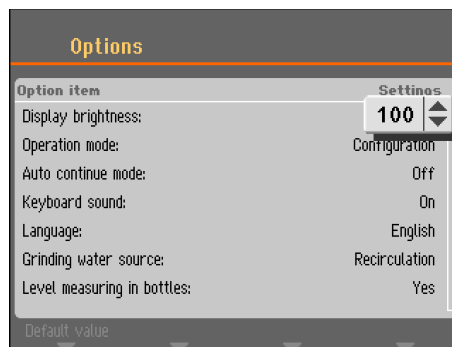 Options
Option item Settings
Display brightness: 100
Operation mode: Configuration
Auto continue mode: Off
Keyboard sound: On
Language: English
Grinding water source: Recirculation
Level measuring in bottles: Yes
Default value